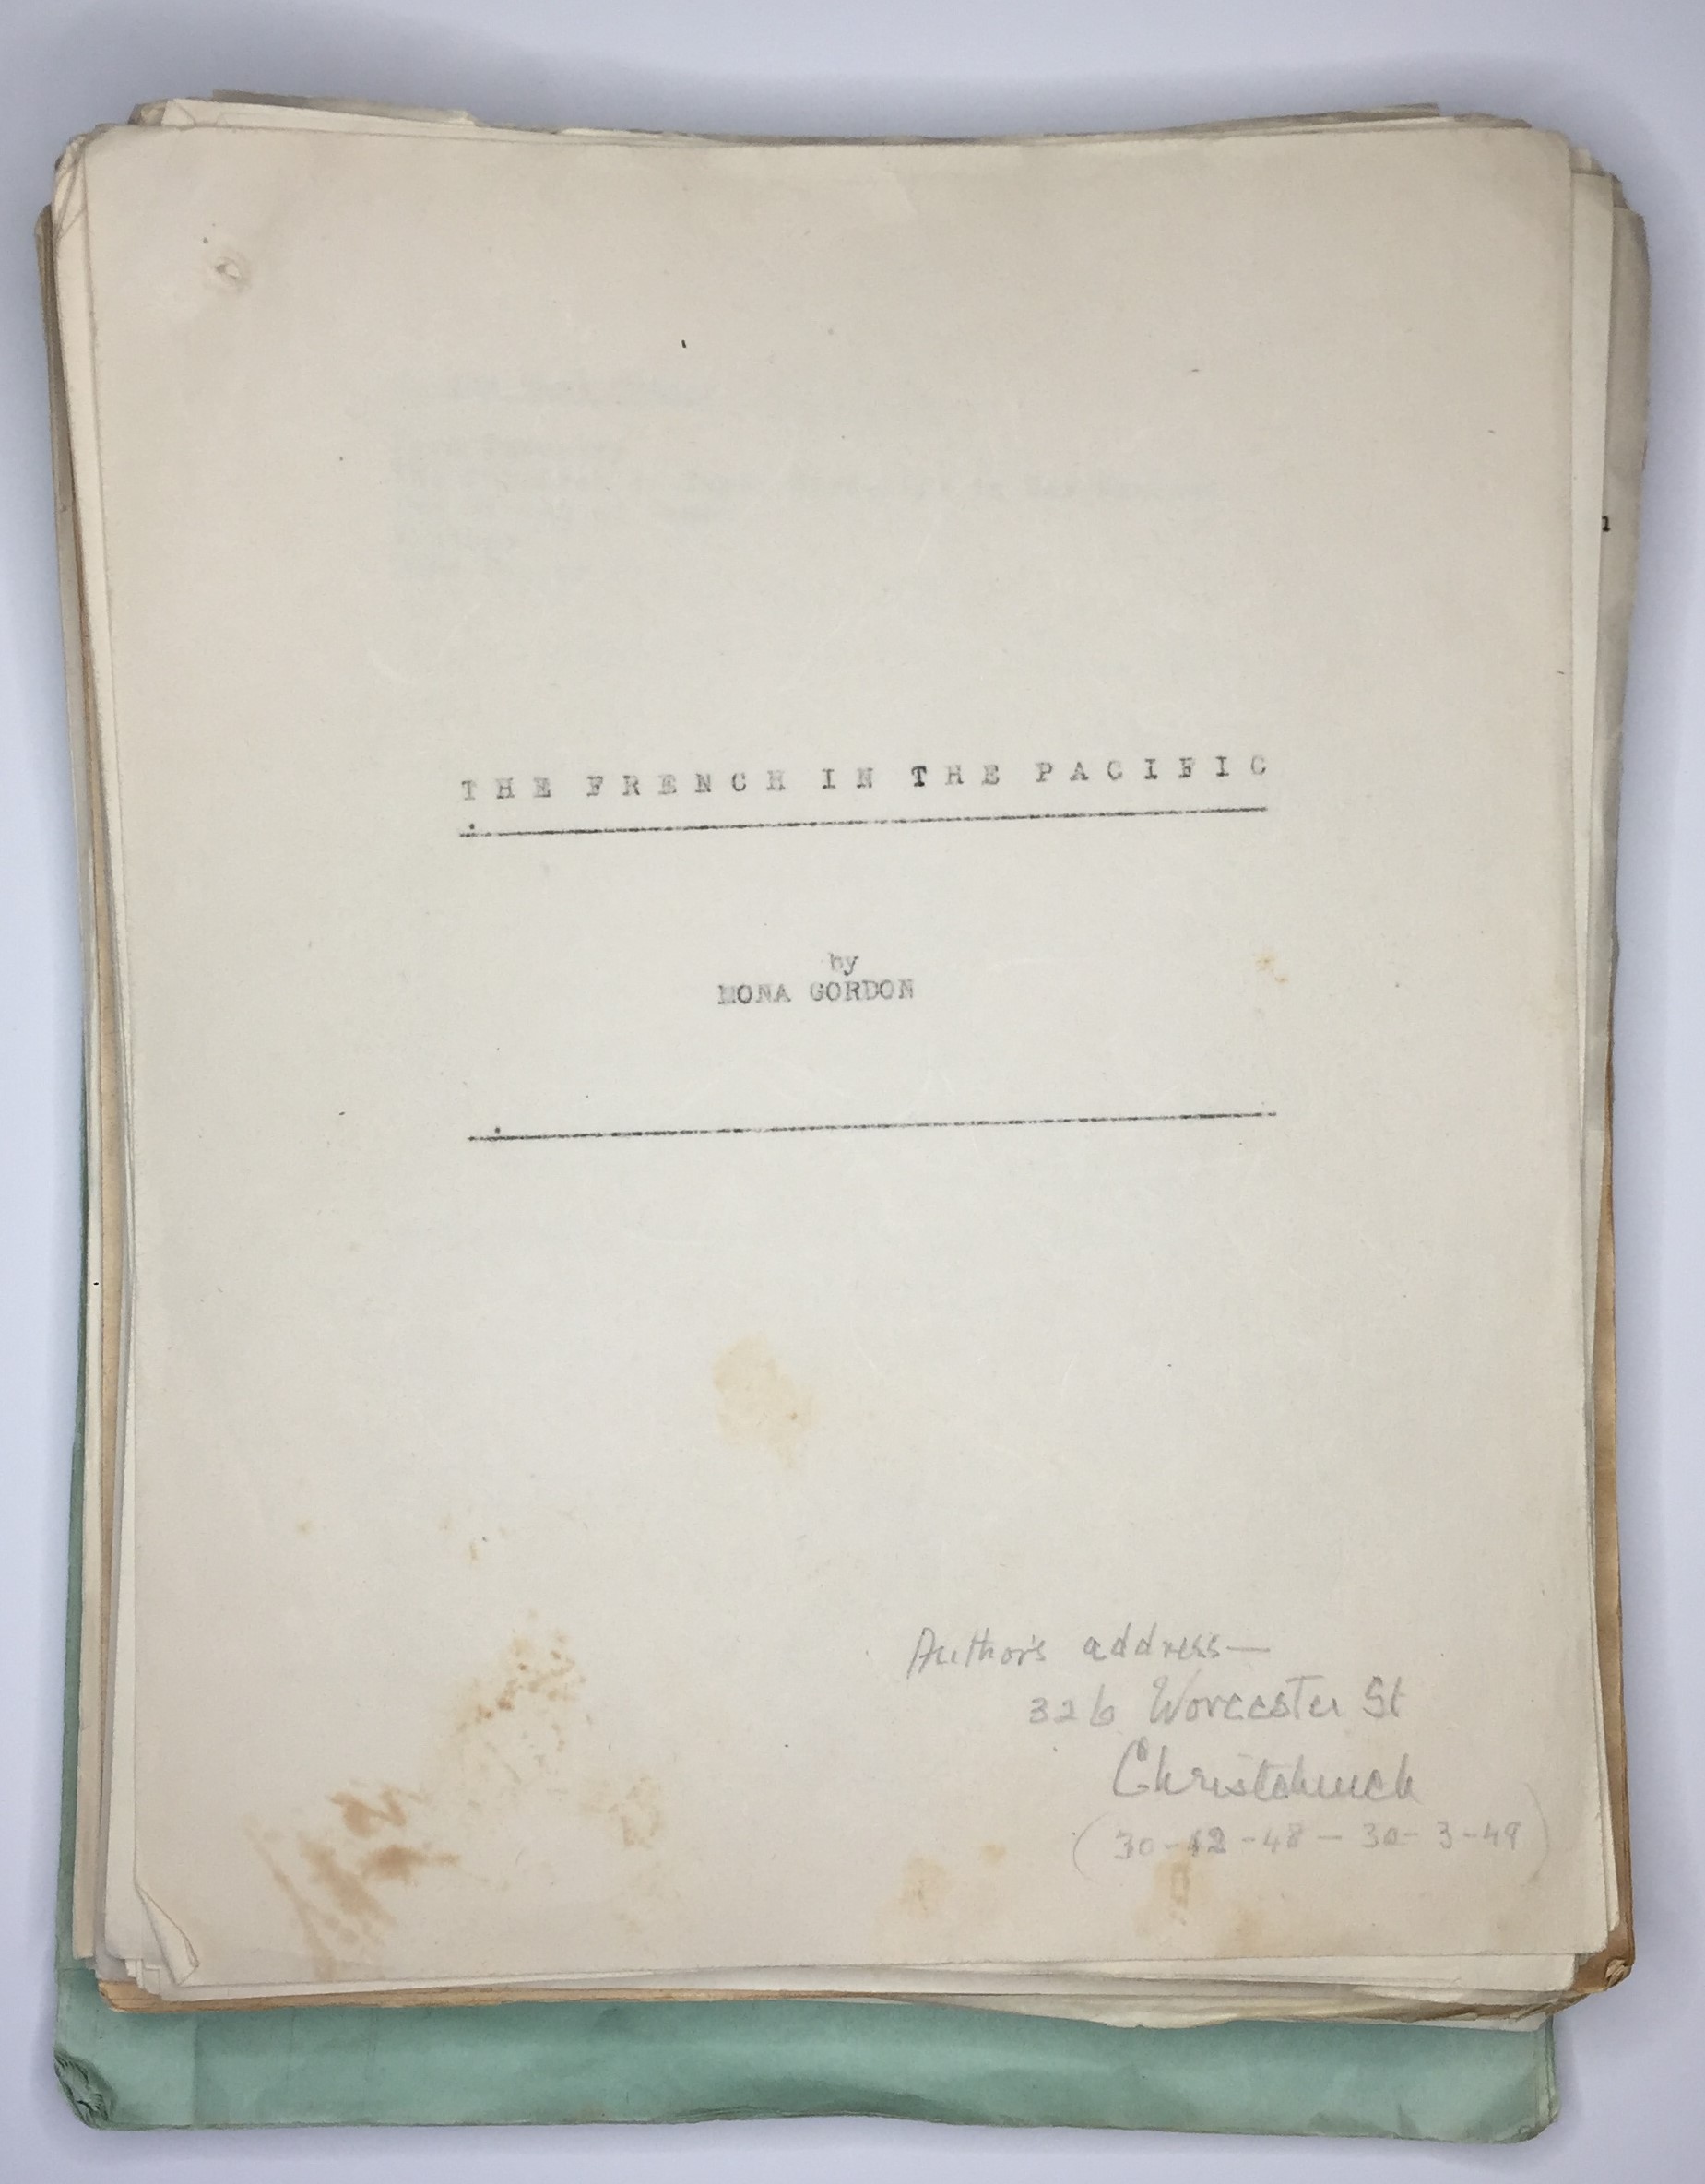 THE FRENCH IN THE PACIFIC
by
MONA GORDON
Author's address—
326 Worcester St
Christchurch
(30-12-48 — 30-3-49)